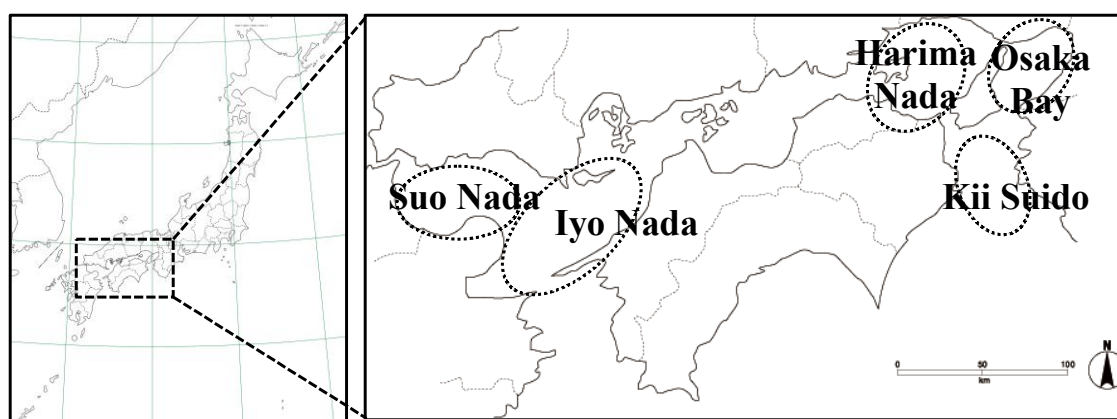 Harima
Nada
Osaka
Bay
Suo Nada
Iyo Nada
Kii Suido
N
0 50 100
km